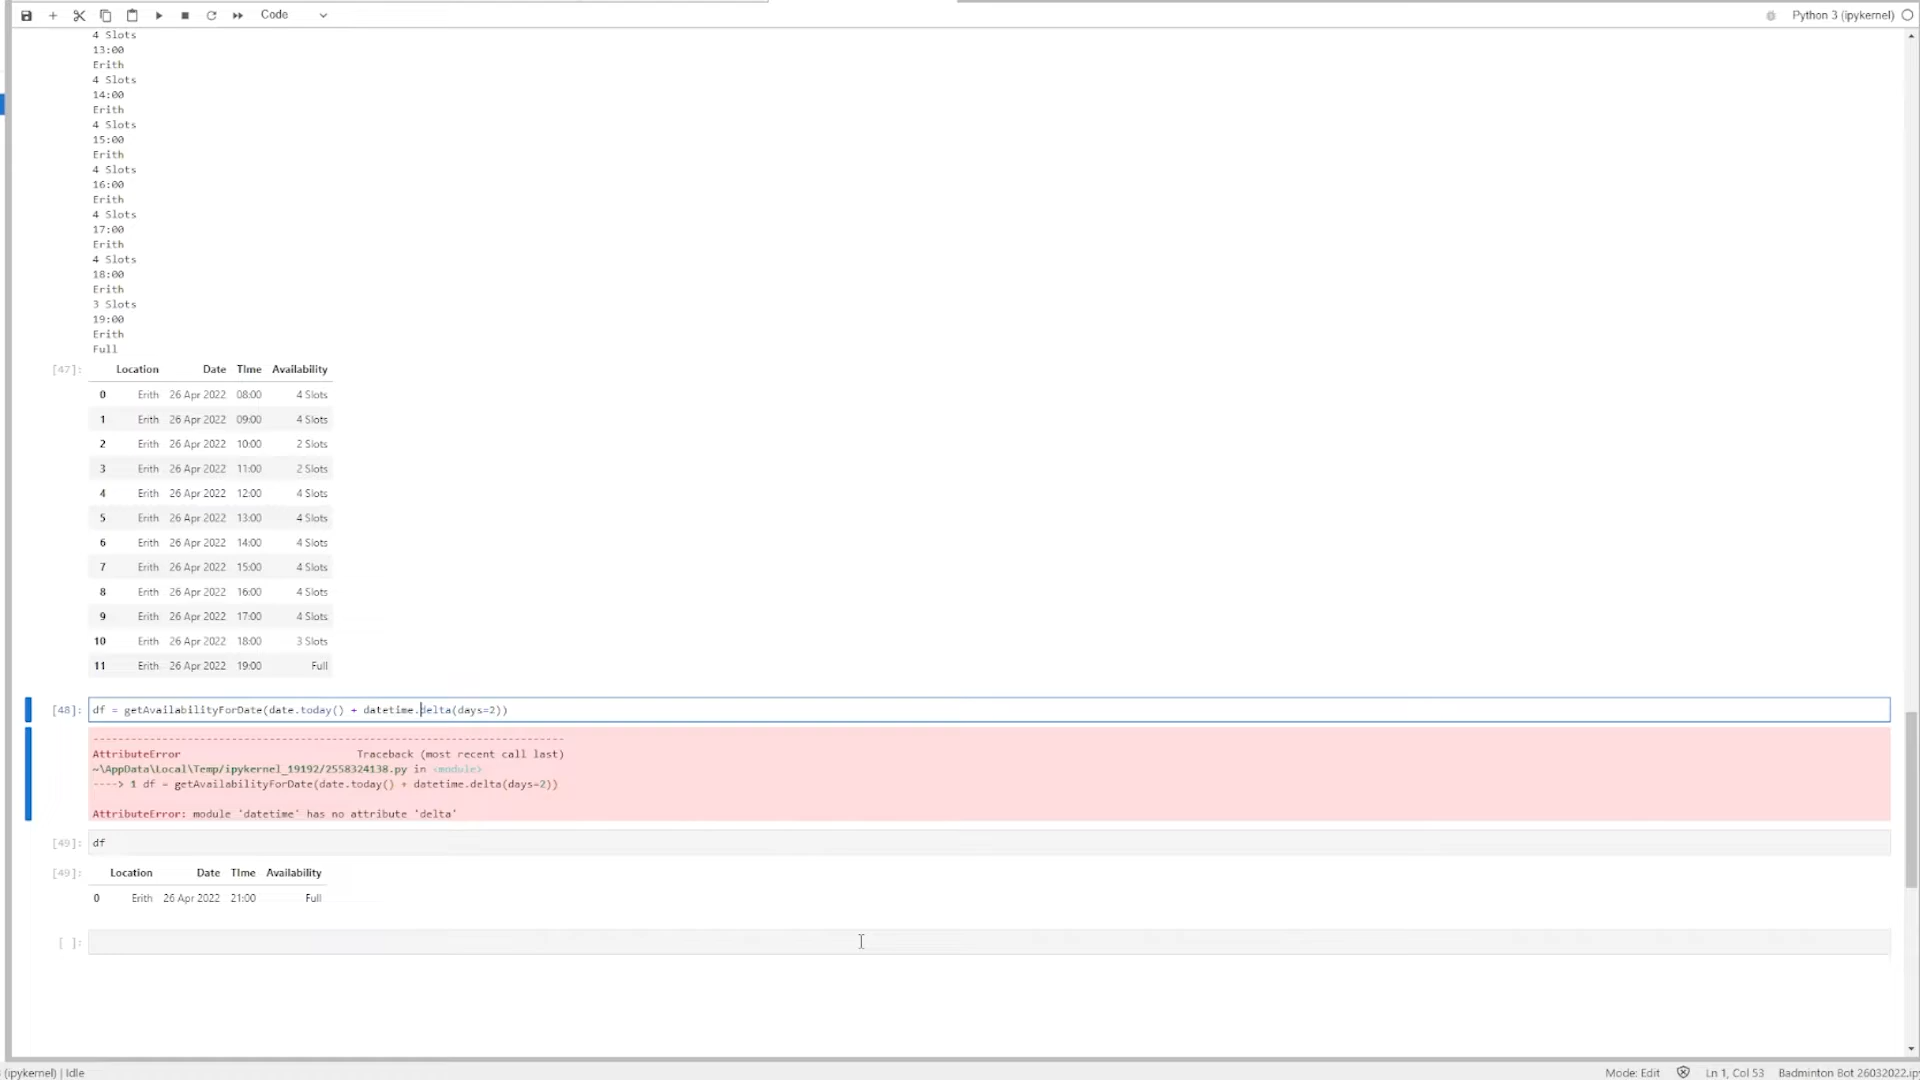 Code
Python 3 (ipykernel)
4 Slots
13:00
Erith
4 Slots
14:00
Erith
4 Slots
15:00
Erith
4 Slots
16:00
Erith
4 Slots
17:00
Erith
4 Slots
18:00
Erith
3 Slots
19:00
Erith
Full
[47]: Location Date TIme Availability
0 Erith 26 Apr 2022 08:00 4 Slots
1 Erith 26 Apr 2022 09:00 4 Slots
2 Erith 26 Apr 2022 10:00 2 Slots
3 Erith 26 Apr 2022 11:00 2 Slots
4 Erith 26 Apr 2022 12:00 4 Slots
5 Erith 26 Apr 2022 13:00 4 Slots
6 Erith 26 Apr 2022 14:00 4 Slots
7 Erith 26 Apr 2022 15:00 4 Slots
8 Erith 26 Apr 2022 16:00 4 Slots
9 Erith 26 Apr 2022 17:00 4 Slots
10 Erith 26 Apr 2022 18:00 3 Slots
11 Erith 26 Apr 2022 19:00 Full
[48]: df = getAvailabilityForDate(date.today() + datetime.delta(days=2))
---------------------------------------------------------------------------
AttributeError Traceback (most recent call last)
~\AppData\Local\Temp/ipykernel_19192/2558324138.py in <module>
----> 1 df = getAvailabilityForDate(date.today() + datetime.delta(days=2))
AttributeError: module 'datetime' has no attribute 'delta'
[49]: df
[49]: Location Date TIme Availability
0 Erith 26 Apr 2022 21:00 Full
[ ]:
(ipykernel) | Idle
Mode: Edit Ln 1, Col 53 Badminton Bot 26032022.ip